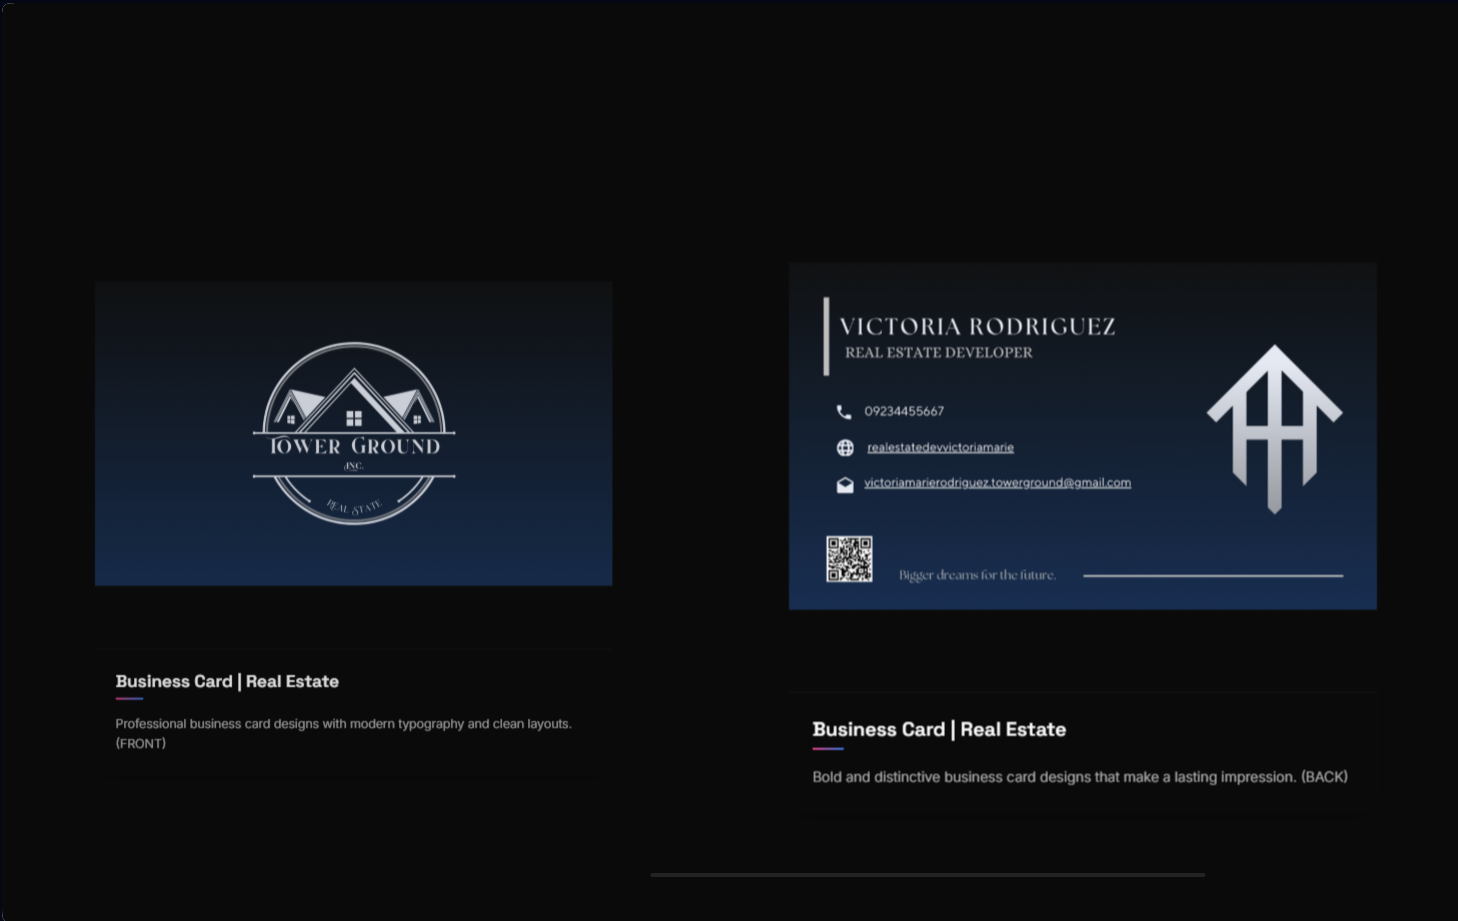 TOWER GROUND
INC.
REAL STATE
Business Card | Real Estate
Professional business card designs with modern typography and clean layouts.
(FRONT)
VICTORIA RODRIGUEZ
REAL ESTATE DEVELOPER
09234455667
realestatedevvictoriamarie
victoriamarierodriguez.towerground@gmail.com
Bigger dreams for the future.
Business Card | Real Estate
Bold and distinctive business card designs that make a lasting impression. (BACK)